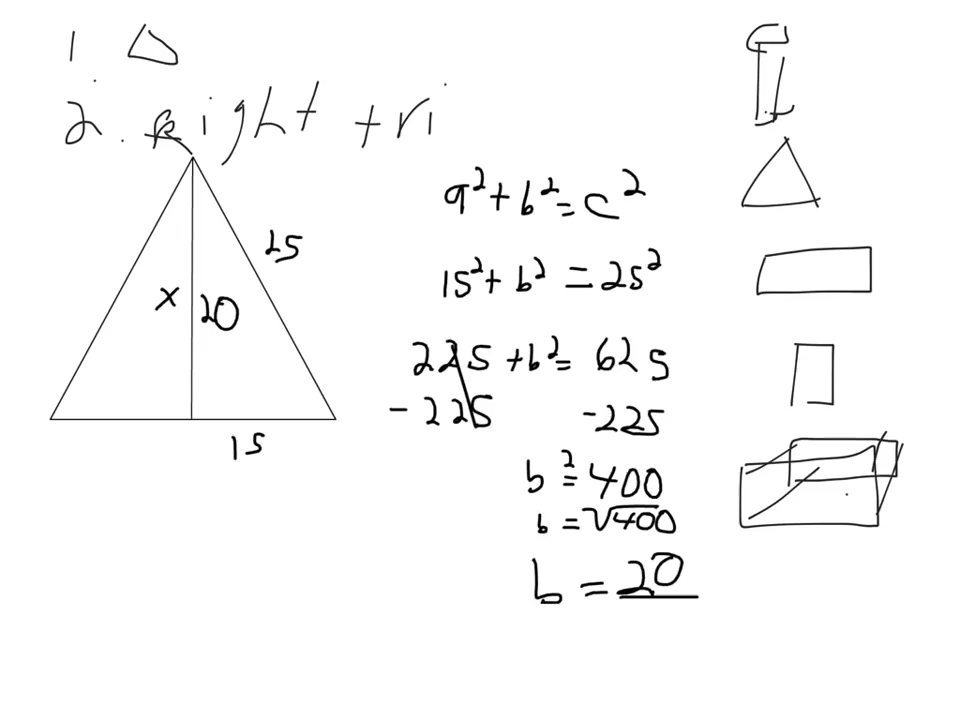 1.
2. Right tri
25
x 20
15
a² + b² = c²
15² + b² = 25²
225 + b² = 625
-225 -225
b² = 400
b = √400
b = 20